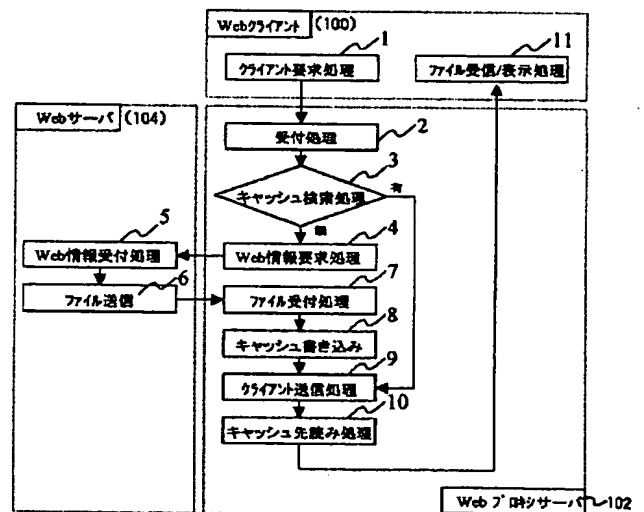 Webクライアント (100)
1
クライアント要求処理
11
ファイル受信/表示処理
Webサーバ (104)
2
受付処理
3
キャッシュ検索処理
有
無
5
Web情報受付処理
4
Web情報要求処理
6
ファイル送信
7
ファイル受付処理
8
キャッシュ書き込み
9
クライアント送信処理
10
キャッシュ先読み処理
Webプロキシサーバ 102